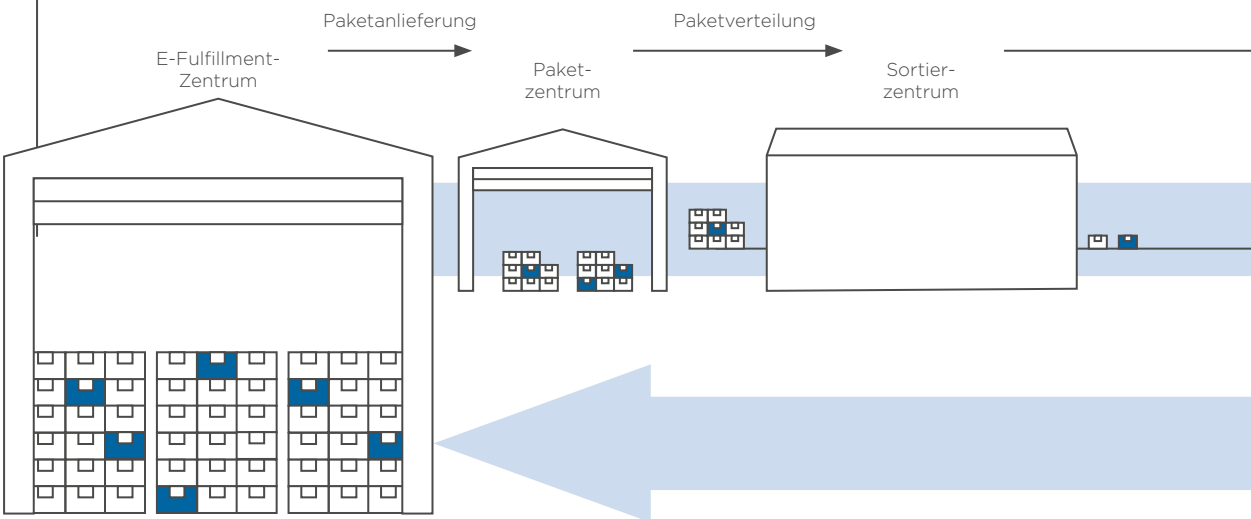 Paketanlieferung
Paketverteilung
E-Fulfillment-
Zentrum
Paket-
zentrum
Sortier-
zentrum